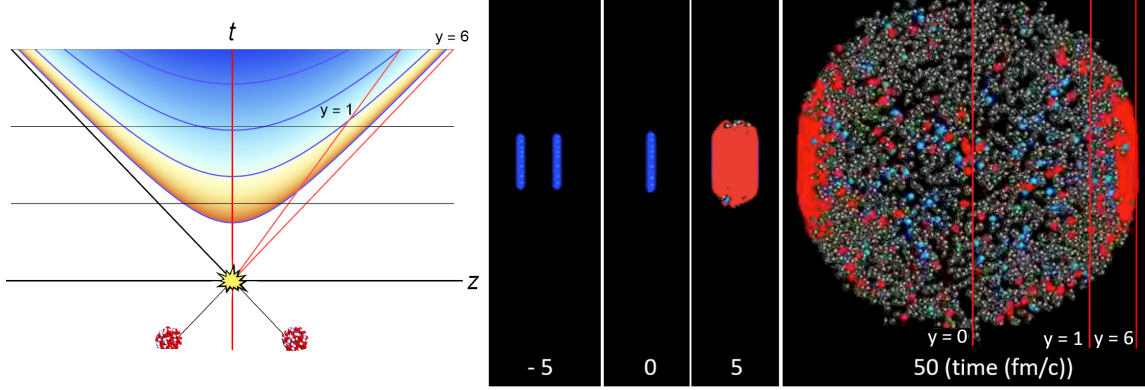 t
y = 6
y = 1
z
- 5
0
5
y = 0
y = 1
y = 6
50 (time (fm/c))